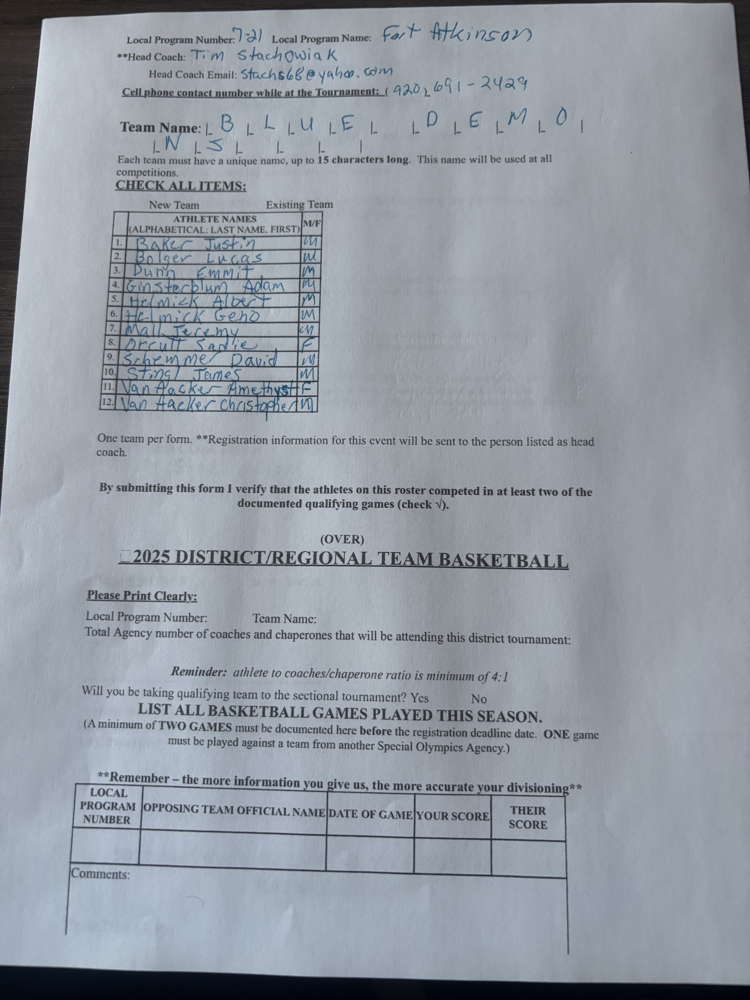 Local Program Number: 7-21 Local Program Name: Fort Atkinson
**Head Coach: Tim Stachowiak
Head Coach Email: Stachs68@yahoo.com
Cell phone contact number while at the Tournament: (920) 691-2429
Team Name: |_ B |_ L |_ U |_ E |_ |_ D |_ E |_ M |_ O |
|_ N |_ S |_ |_ |_ |
Each team must have a unique name, up to 15 characters long. This name will be used at all
competitions.
CHECK ALL ITEMS:
New Team Existing Team
ATHLETE NAMES
(ALPHABETICAL: LAST NAME, FIRST) M/F
1. Baker Justin M
2. Bolger Lucas M
3. Dunn Emmit M
4. Ginsterblum Adam M
5. Helmick Albert M
6. Helmick Geno M
7. Mall Jeremy M
8. Orcutt Sadie F
9. Schemmer David M
10. Stingl James M
11. Van Aacker Amethyst F
12. Van Aacker Christopher M
One team per form. **Registration information for this event will be sent to the person listed as head
coach.
By submitting this form I verify that the athletes on this roster competed in at least two of the
documented qualifying games (check √).
(OVER)
□2025 DISTRICT/REGIONAL TEAM BASKETBALL
Please Print Clearly:
Local Program Number: Team Name:
Total Agency number of coaches and chaperones that will be attending this district tournament:
Reminder: athlete to coaches/chaperone ratio is minimum of 4:1
Will you be taking qualifying team to the sectional tournament? Yes No
LIST ALL BASKETBALL GAMES PLAYED THIS SEASON.
(A minimum of TWO GAMES must be documented here before the registration deadline date. ONE game
must be played against a team from another Special Olympics Agency.)
**Remember – the more information you give us, the more accurate your divisioning**
LOCAL
PROGRAM
NUMBER OPPOSING TEAM OFFICIAL NAME DATE OF GAME YOUR SCORE THEIR
SCORE
Comments: